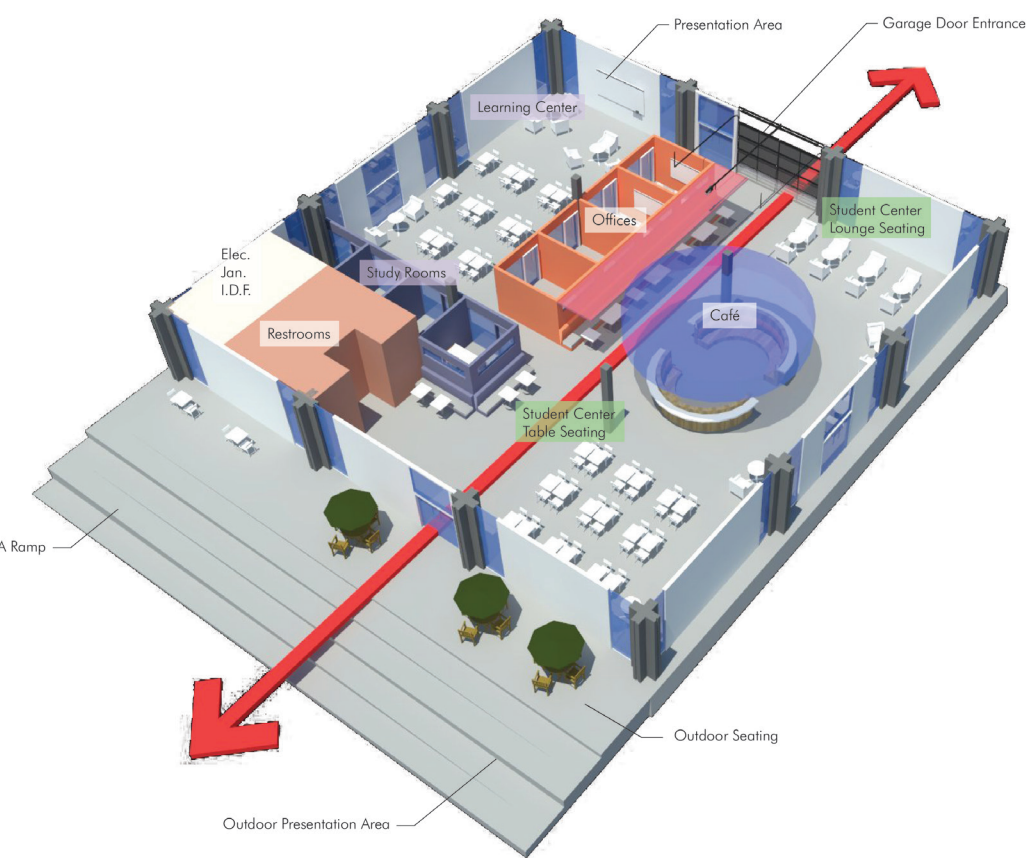 Presentation Area
Garage Door Entrance
Learning Center
Student Center
Lounge Seating
Offices
Elec.
Jan.
I.D.F.
Study Rooms
Café
Restrooms
Student Center
Table Seating
A Ramp
Outdoor Seating
Outdoor Presentation Area